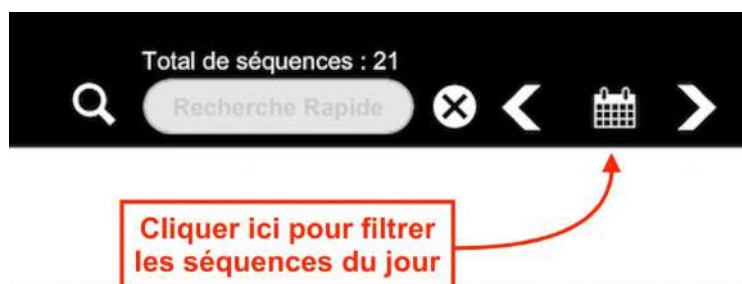 Total de séquences : 21
Recherche Rapide
Cliquer ici pour filtrer
les séquences du jour